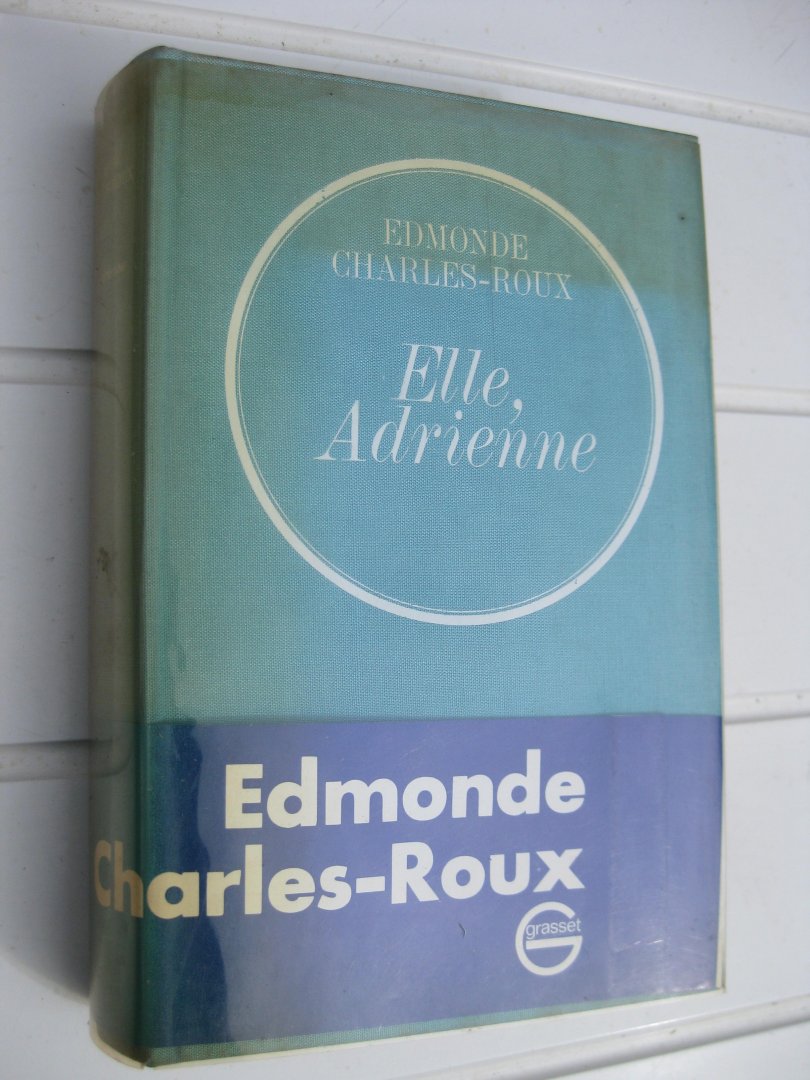 EDMONDE
CHARLES-ROUX
Elle,
Adrienne
Edmonde
Charles-Roux
grasset